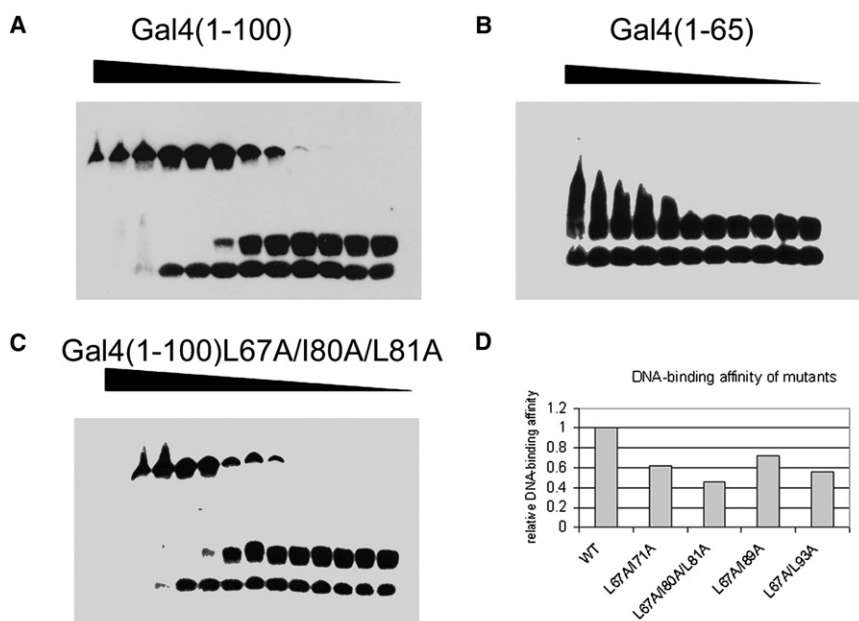 A
Gal4(1-100)
B
Gal4(1-65)
C
Gal4(1-100)L67A/I80A/L81A
D
DNA-binding affinity of mutants
relative DNA-binding affinity
1.2
1
0.8
0.6
0.4
0.2
0
WT
L67A/I71A
L67A/I80A/L81A
L67A/I89A
L67A/L93A